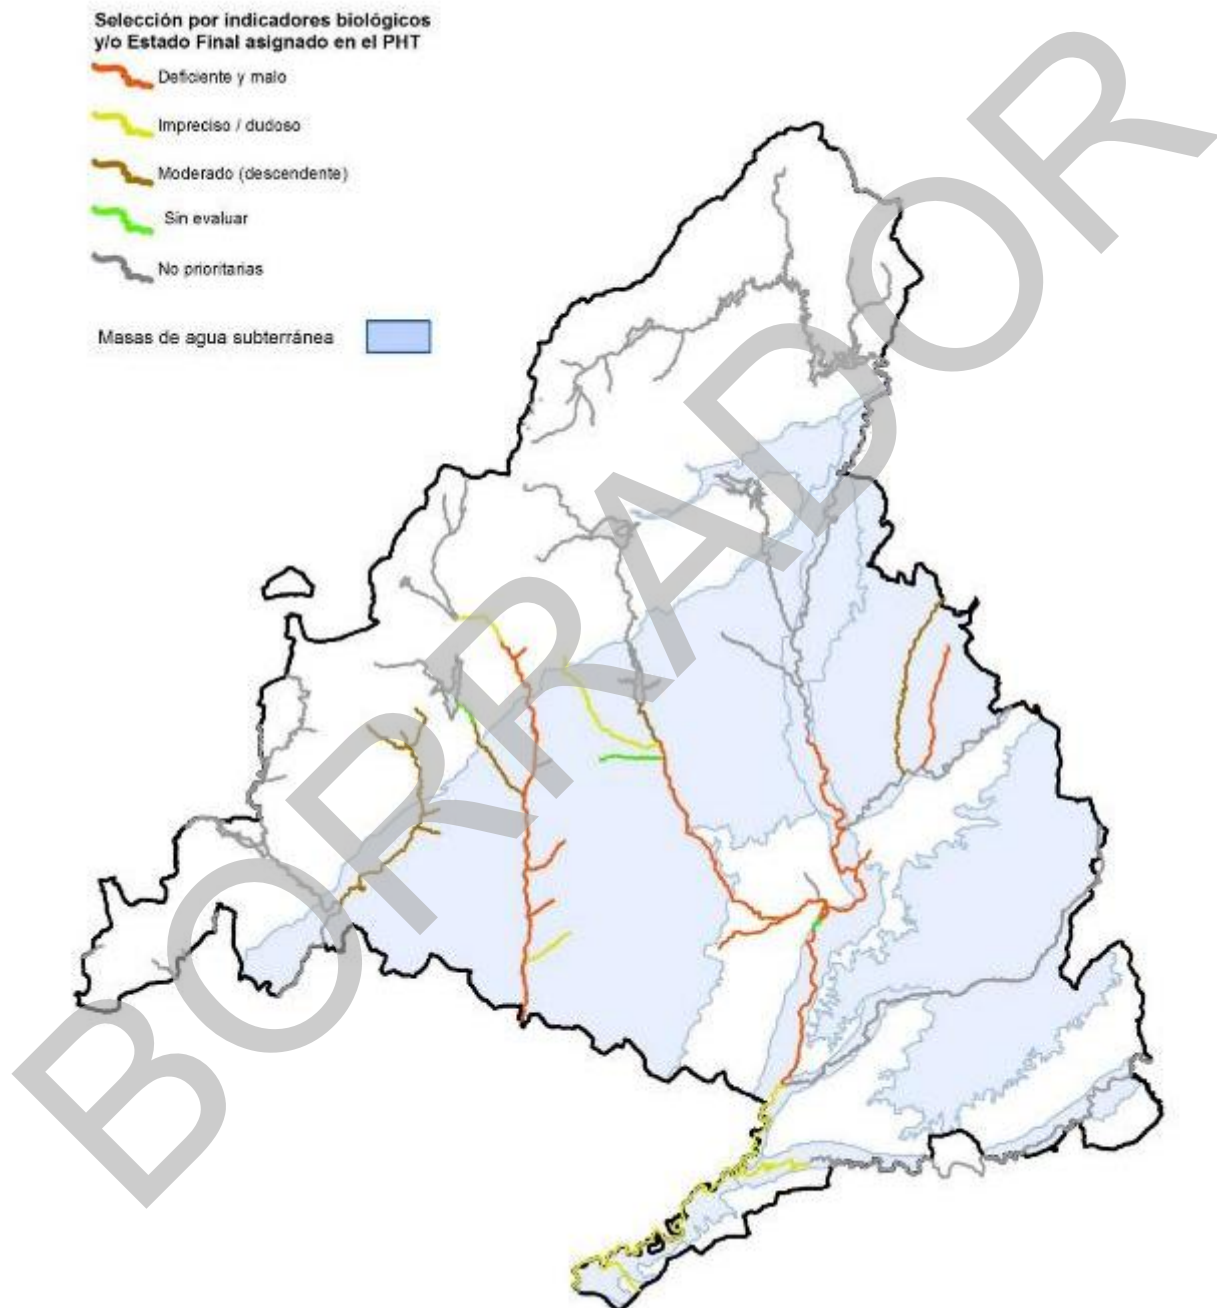 Selección por indicadores biológicos
y/o Estado Final asignado en el PHT
Deficiente y malo
Impreciso / dudoso
Moderado (descendente)
Sin evaluar
No prioritarias
Masas de agua subterránea
BORRADOR